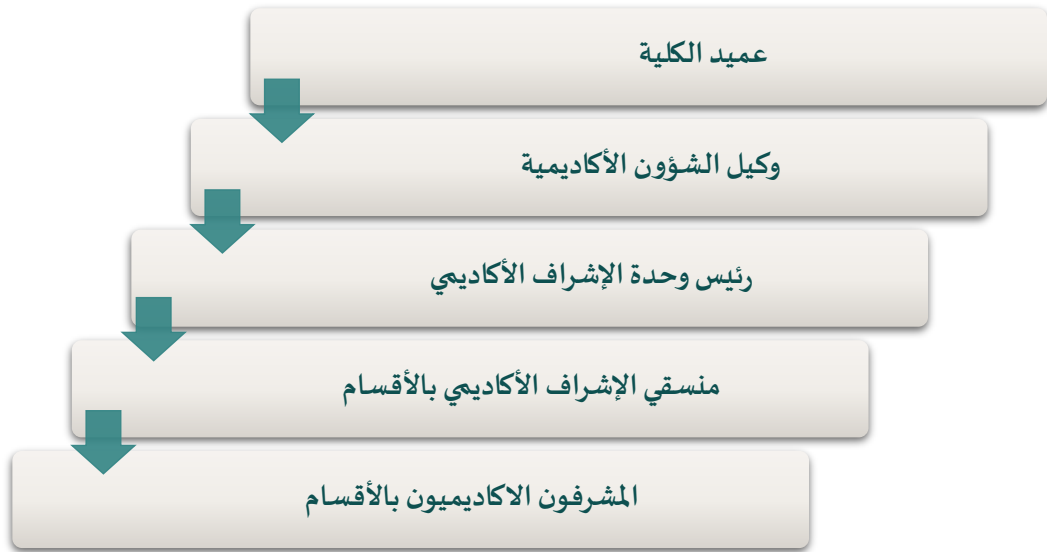 عميد الكلية
وكيل الشؤون الأكاديمية
رئيس وحدة الإشراف الأكاديمي
منسقي الإشراف الأكاديمي بالأقسام
المشرفون الاكاديميون بالأقسام